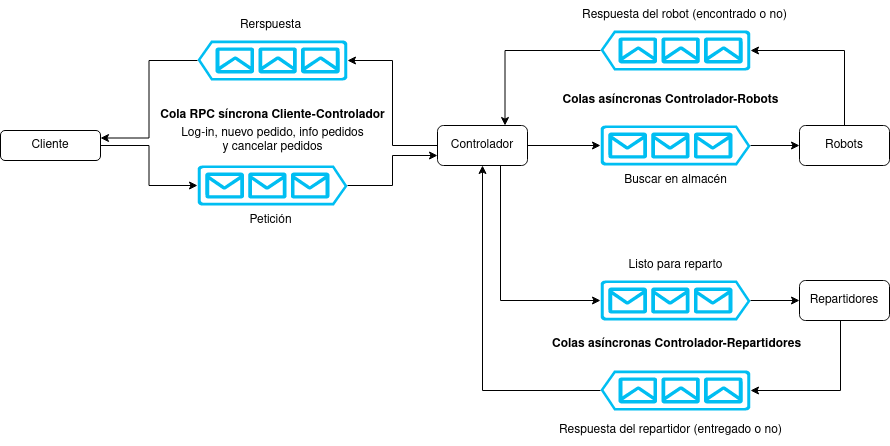 Rerspuesta
Respuesta del robot (encontrado o no)
Cola RPC síncrona Cliente-Controlador
Log-in, nuevo pedido, info pedidos
y cancelar pedidos
Colas asíncronas Controlador-Robots
Cliente
Controlador
Robots
Petición
Buscar en almacén
Listo para reparto
Repartidores
Colas asíncronas Controlador-Repartidores
Respuesta del repartidor (entregado o no)